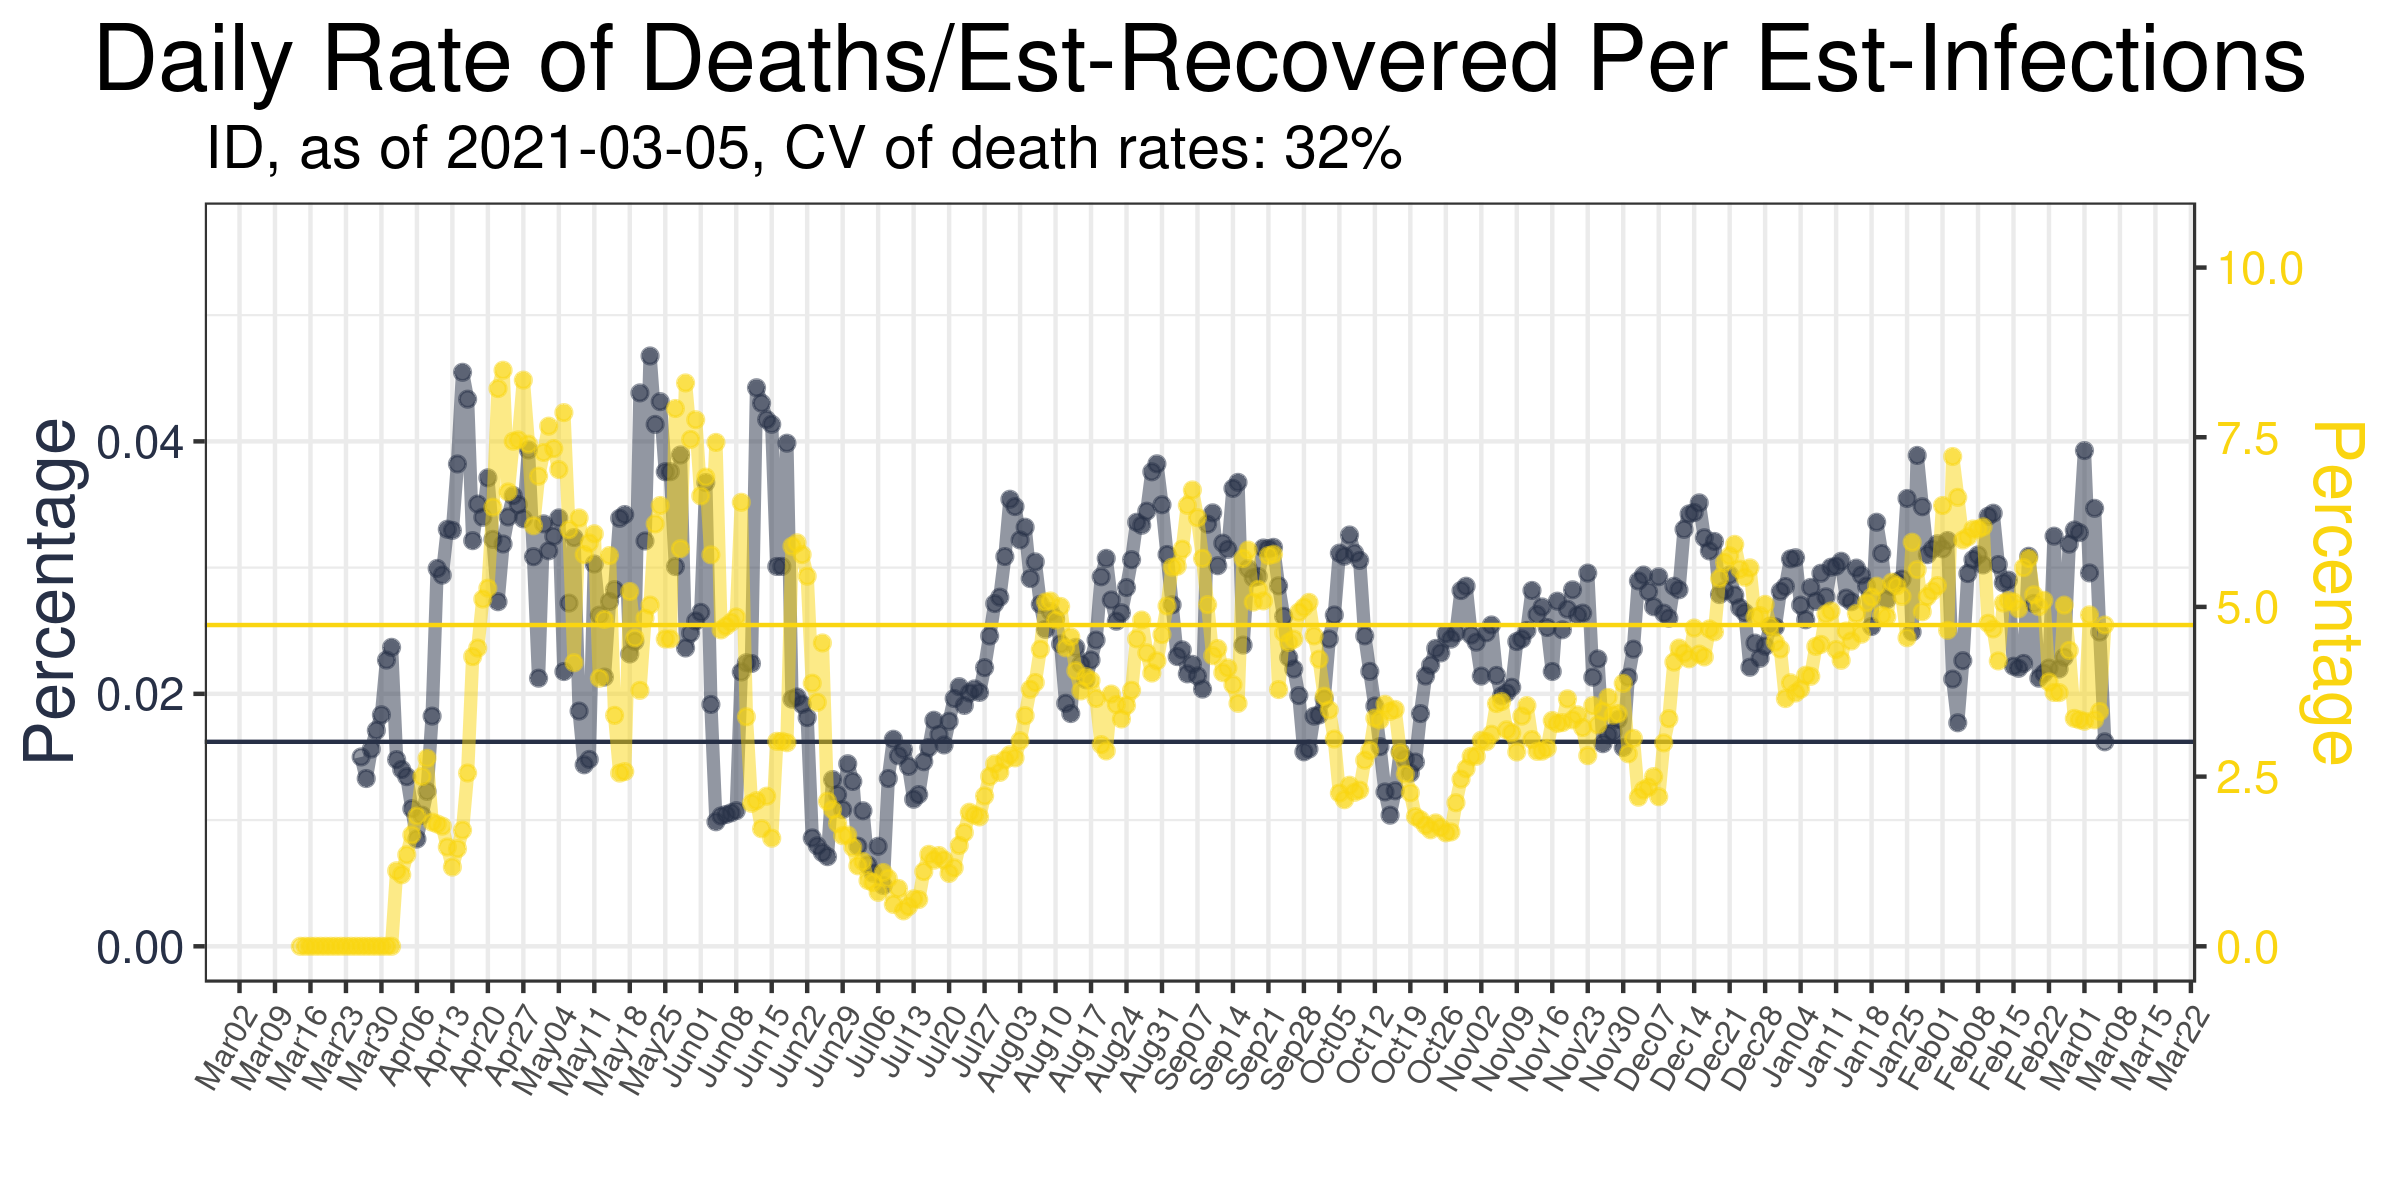 Daily Rate of Deaths/Est-Recovered Per Est-Infections
ID, as of 2021-03-05, CV of death rates: 32%
Percentage
0.04
0.02
0.00
10.0
7.5
5.0
2.5
0.0
Percentage
Mar02
Mar09
Mar16
Mar23
Mar30
Apr06
Apr13
Apr20
Apr27
May04
May11
May18
May25
Jun01
Jun08
Jun15
Jun22
Jun29
Jul06
Jul13
Jul20
Jul27
Aug03
Aug10
Aug17
Aug24
Aug31
Sep07
Sep14
Sep21
Sep28
Oct05
Oct12
Oct19
Oct26
Nov02
Nov09
Nov16
Nov23
Nov30
Dec07
Dec14
Dec21
Dec28
Dec04
Jan11
Jan18
Jan25
Feb01
Feb08
Feb15
Feb22
Mar01
Mar08
Mar15
Mar22